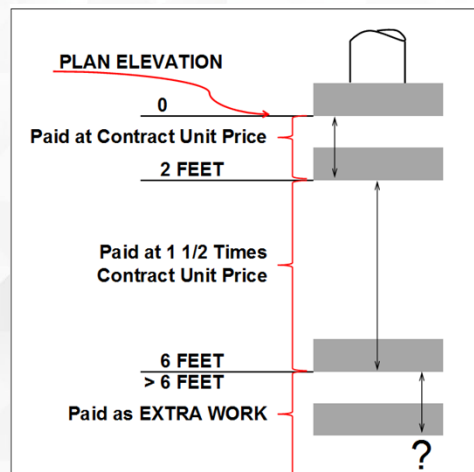 PLAN ELEVATION
0
Paid at Contract Unit Price
2 FEET
Paid at 1 1/2 Times
Contract Unit Price
6 FEET
> 6 FEET
Paid as EXTRA WORK
?